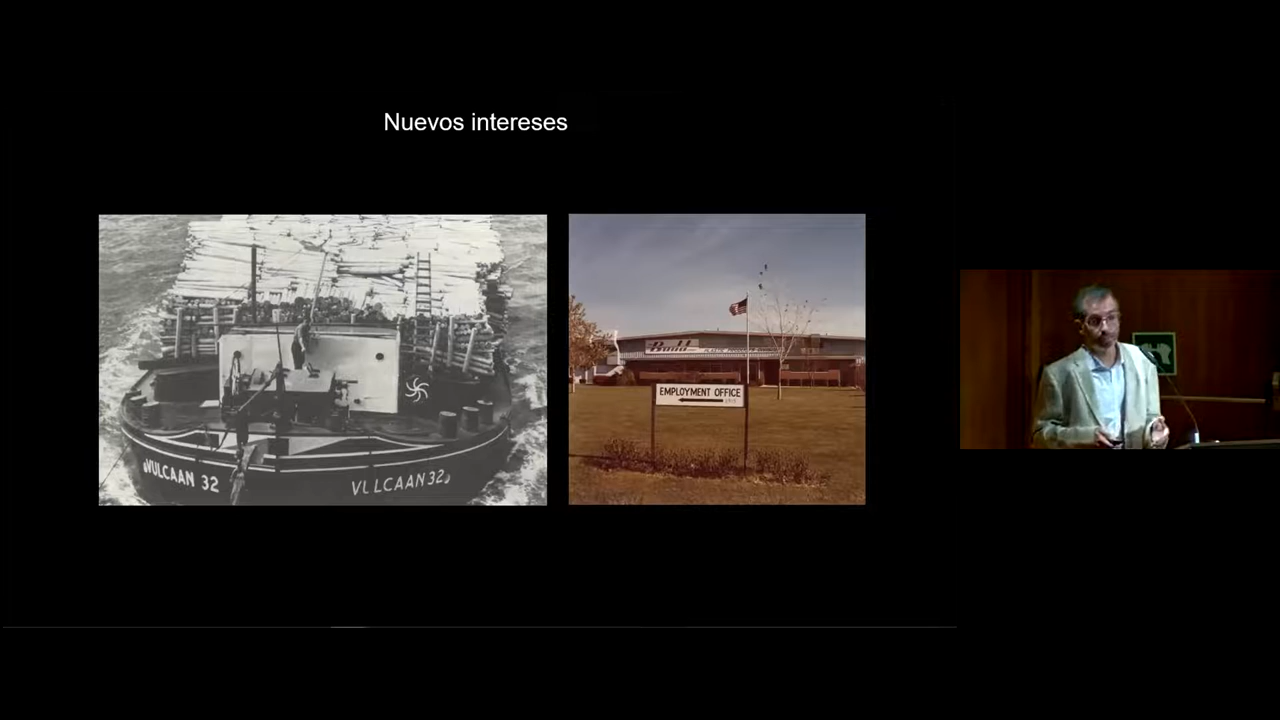 Nuevos intereses
VULCAAN 32
VULCAAN 32
Budd
EMPLOYMENT OFFICE